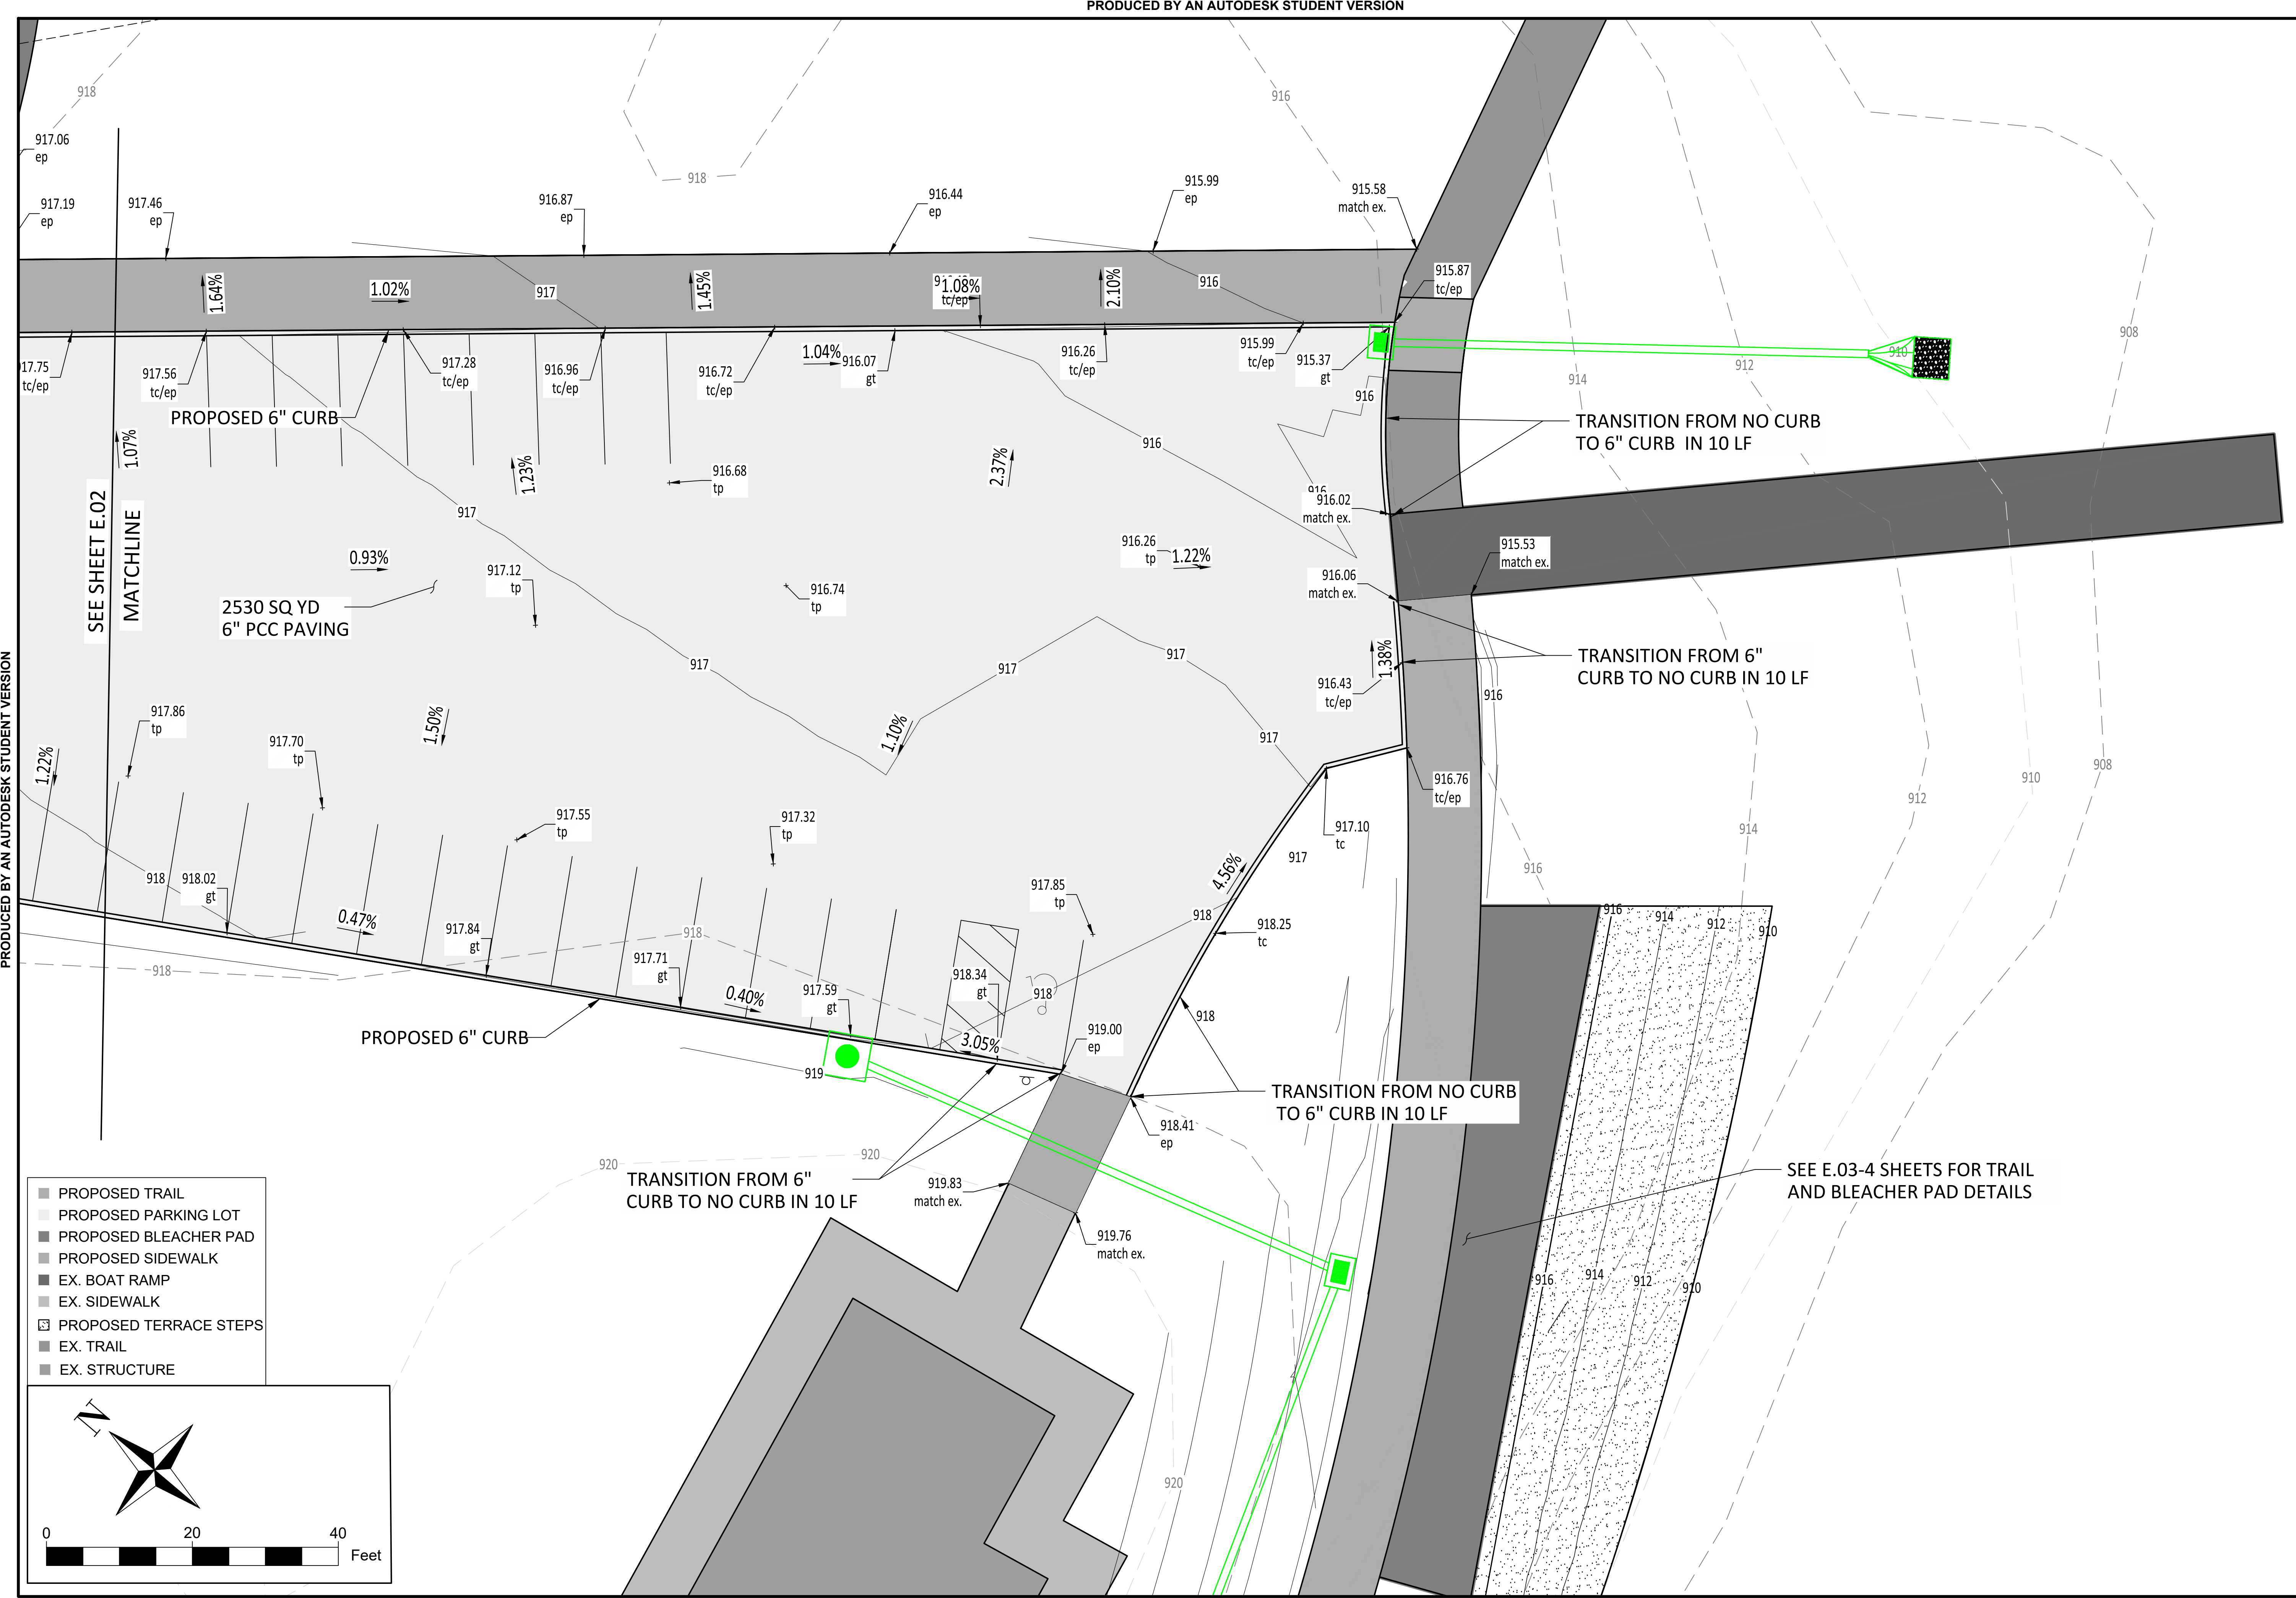 PRODUCED BY AN AUTODESK STUDENT VERSION
PRODUCED BY AN AUTODESK STUDENT VERSION
918
918
916
917.06
ep
917.19
ep
917.46
ep
916.87
ep
916.44
ep
915.99
ep
915.58
match ex.
1.64%
1.02%
917
1.45%
1.08%
tc/ep
2.10%
916
915.87
tc/ep
17.75
tc/ep
917.56
tc/ep
917.28
tc/ep
916.96
tc/ep
916.72
tc/ep
1.04%
916.07
gt
916.26
tc/ep
915.99
tc/ep
915.37
gt
914
912
910
908
PROPOSED 6" CURB
916
916
TRANSITION FROM NO CURB
TO 6" CURB  IN 10 LF
1.07%
1.23%
916.68
tp
2.37%
917
916
916.02
match ex.
SEE SHEET E.02
MATCHLINE
0.93%
917.12
tp
916.74
tp
916.26
tp
1.22%
915.53
match ex.
916.06
match ex.
2530 SQ YD
6" PCC PAVING
917
917
917
1.38%
TRANSITION FROM 6"
CURB TO NO CURB IN 10 LF
916.43
tc/ep
916
917.86
tp
917.70
tp
1.50%
1.10%
917
1.22%
916.76
tc/ep
910
908
912
914
917.55
tp
917.32
tp
917.10
tc
917
916
918
918.02
gt
4.56%
917.85
tp
918
918.25
tc
0.47%
917.84
gt
918
916
914
912
910
918
917.71
gt
0.40%
917.59
gt
918.34
gt
918
918
PROPOSED 6" CURB
3.05%
919.00
ep
919
TRANSITION FROM NO CURB
TO 6" CURB IN 10 LF
918.41
ep
920
920
TRANSITION FROM 6"
CURB TO NO CURB IN 10 LF
919.83
match ex.
SEE E.03-4 SHEETS FOR TRAIL
AND BLEACHER PAD DETAILS
919.76
match ex.
916
914
912
910
920
PROPOSED TRAIL
PROPOSED PARKING LOT
PROPOSED BLEACHER PAD
PROPOSED SIDEWALK
EX. BOAT RAMP
EX. SIDEWALK
PROPOSED TERRACE STEPS
EX. TRAIL
EX. STRUCTURE
N
0 20 40
Feet